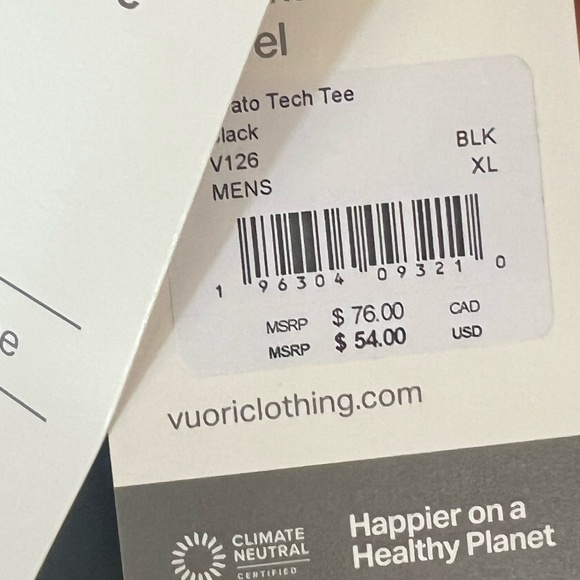 el
ato Tech Tee
lack
BLK
V126
XL
MENS
1 96304 09321 0
MSRP $ 76.00 CAD
MSRP $ 54.00 USD
vuoriclothing.com
e
CLIMATE
NEUTRAL
CERTIFIED
Happier on a
Healthy Planet